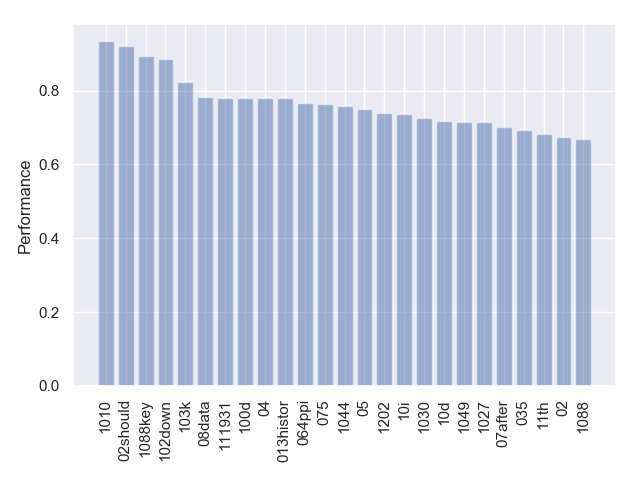 0.8
0.6
0.4
0.2
0.0
Performance
1010
02should
1088key
102down
103k
08data
111931
100d
04
013histor
064ppi
075
1044
05
1202
10i
1030
10d
1049
1027
07after
035
11th
02
1088